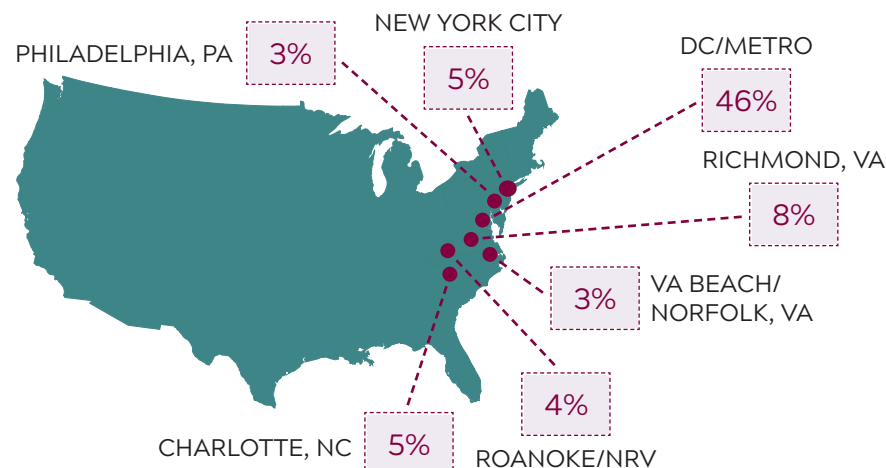 NEW YORK CITY
5%
PHILADELPHIA, PA
3%
DC/METRO
46%
RICHMOND, VA
8%
VA BEACH/
NORFOLK, VA
3%
ROANOKE/NRV
4%
CHARLOTTE, NC
5%